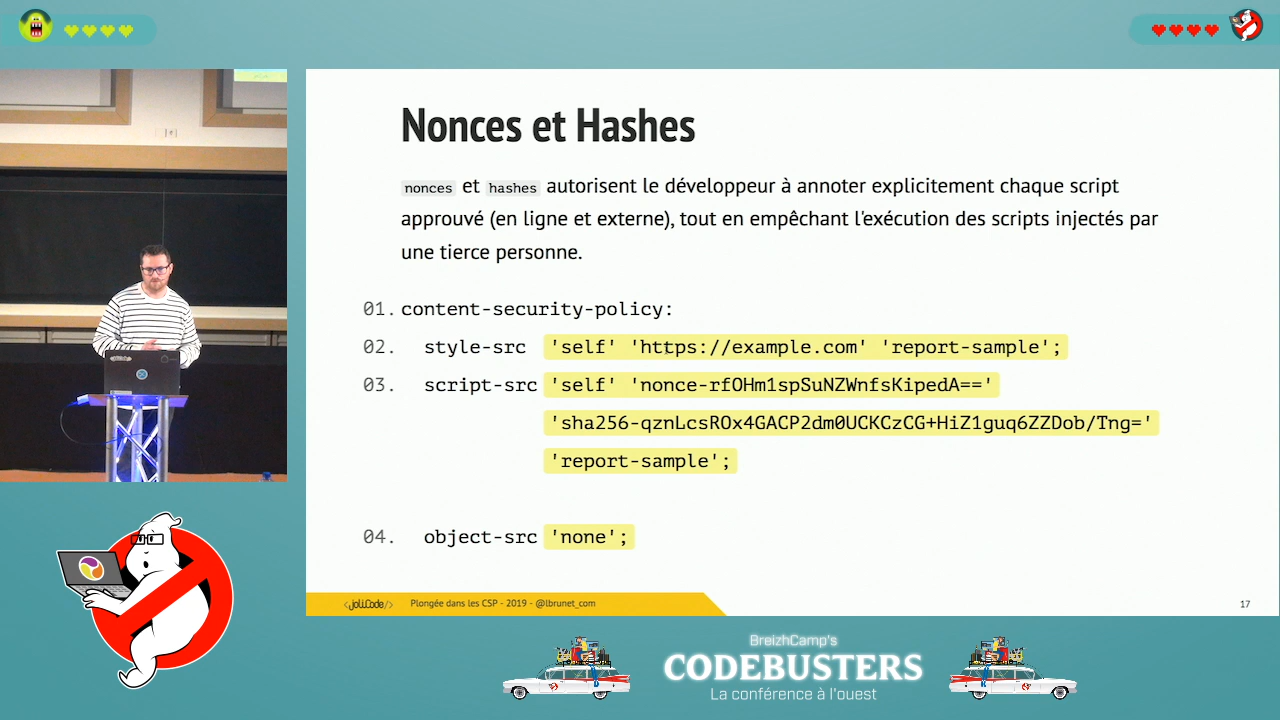 Nonces et Hashes
nonces et hashes autorisent le développeur à annoter explicitement chaque script
approuvé (en ligne et externe), tout en empêchant l'exécution des scripts injectés par
une tierce personne.
01. content-security-policy:
02. style-src 'self' 'https://example.com' 'report-sample';
03. script-src 'self' 'nonce-rfOHm1spSuNZWnfsKipedA=='
'sha256-qznLcsROx4GACP2dm0UCKCzCG+HiZ1guq6ZZDob/Tng='
'report-sample';
04. object-src 'none';
<joliCode/> Plongée dans les CSP - 2019 - @lbrunet_com 17
BreizhCamp's
CODEBUSTERS
La conférence à l'ouest